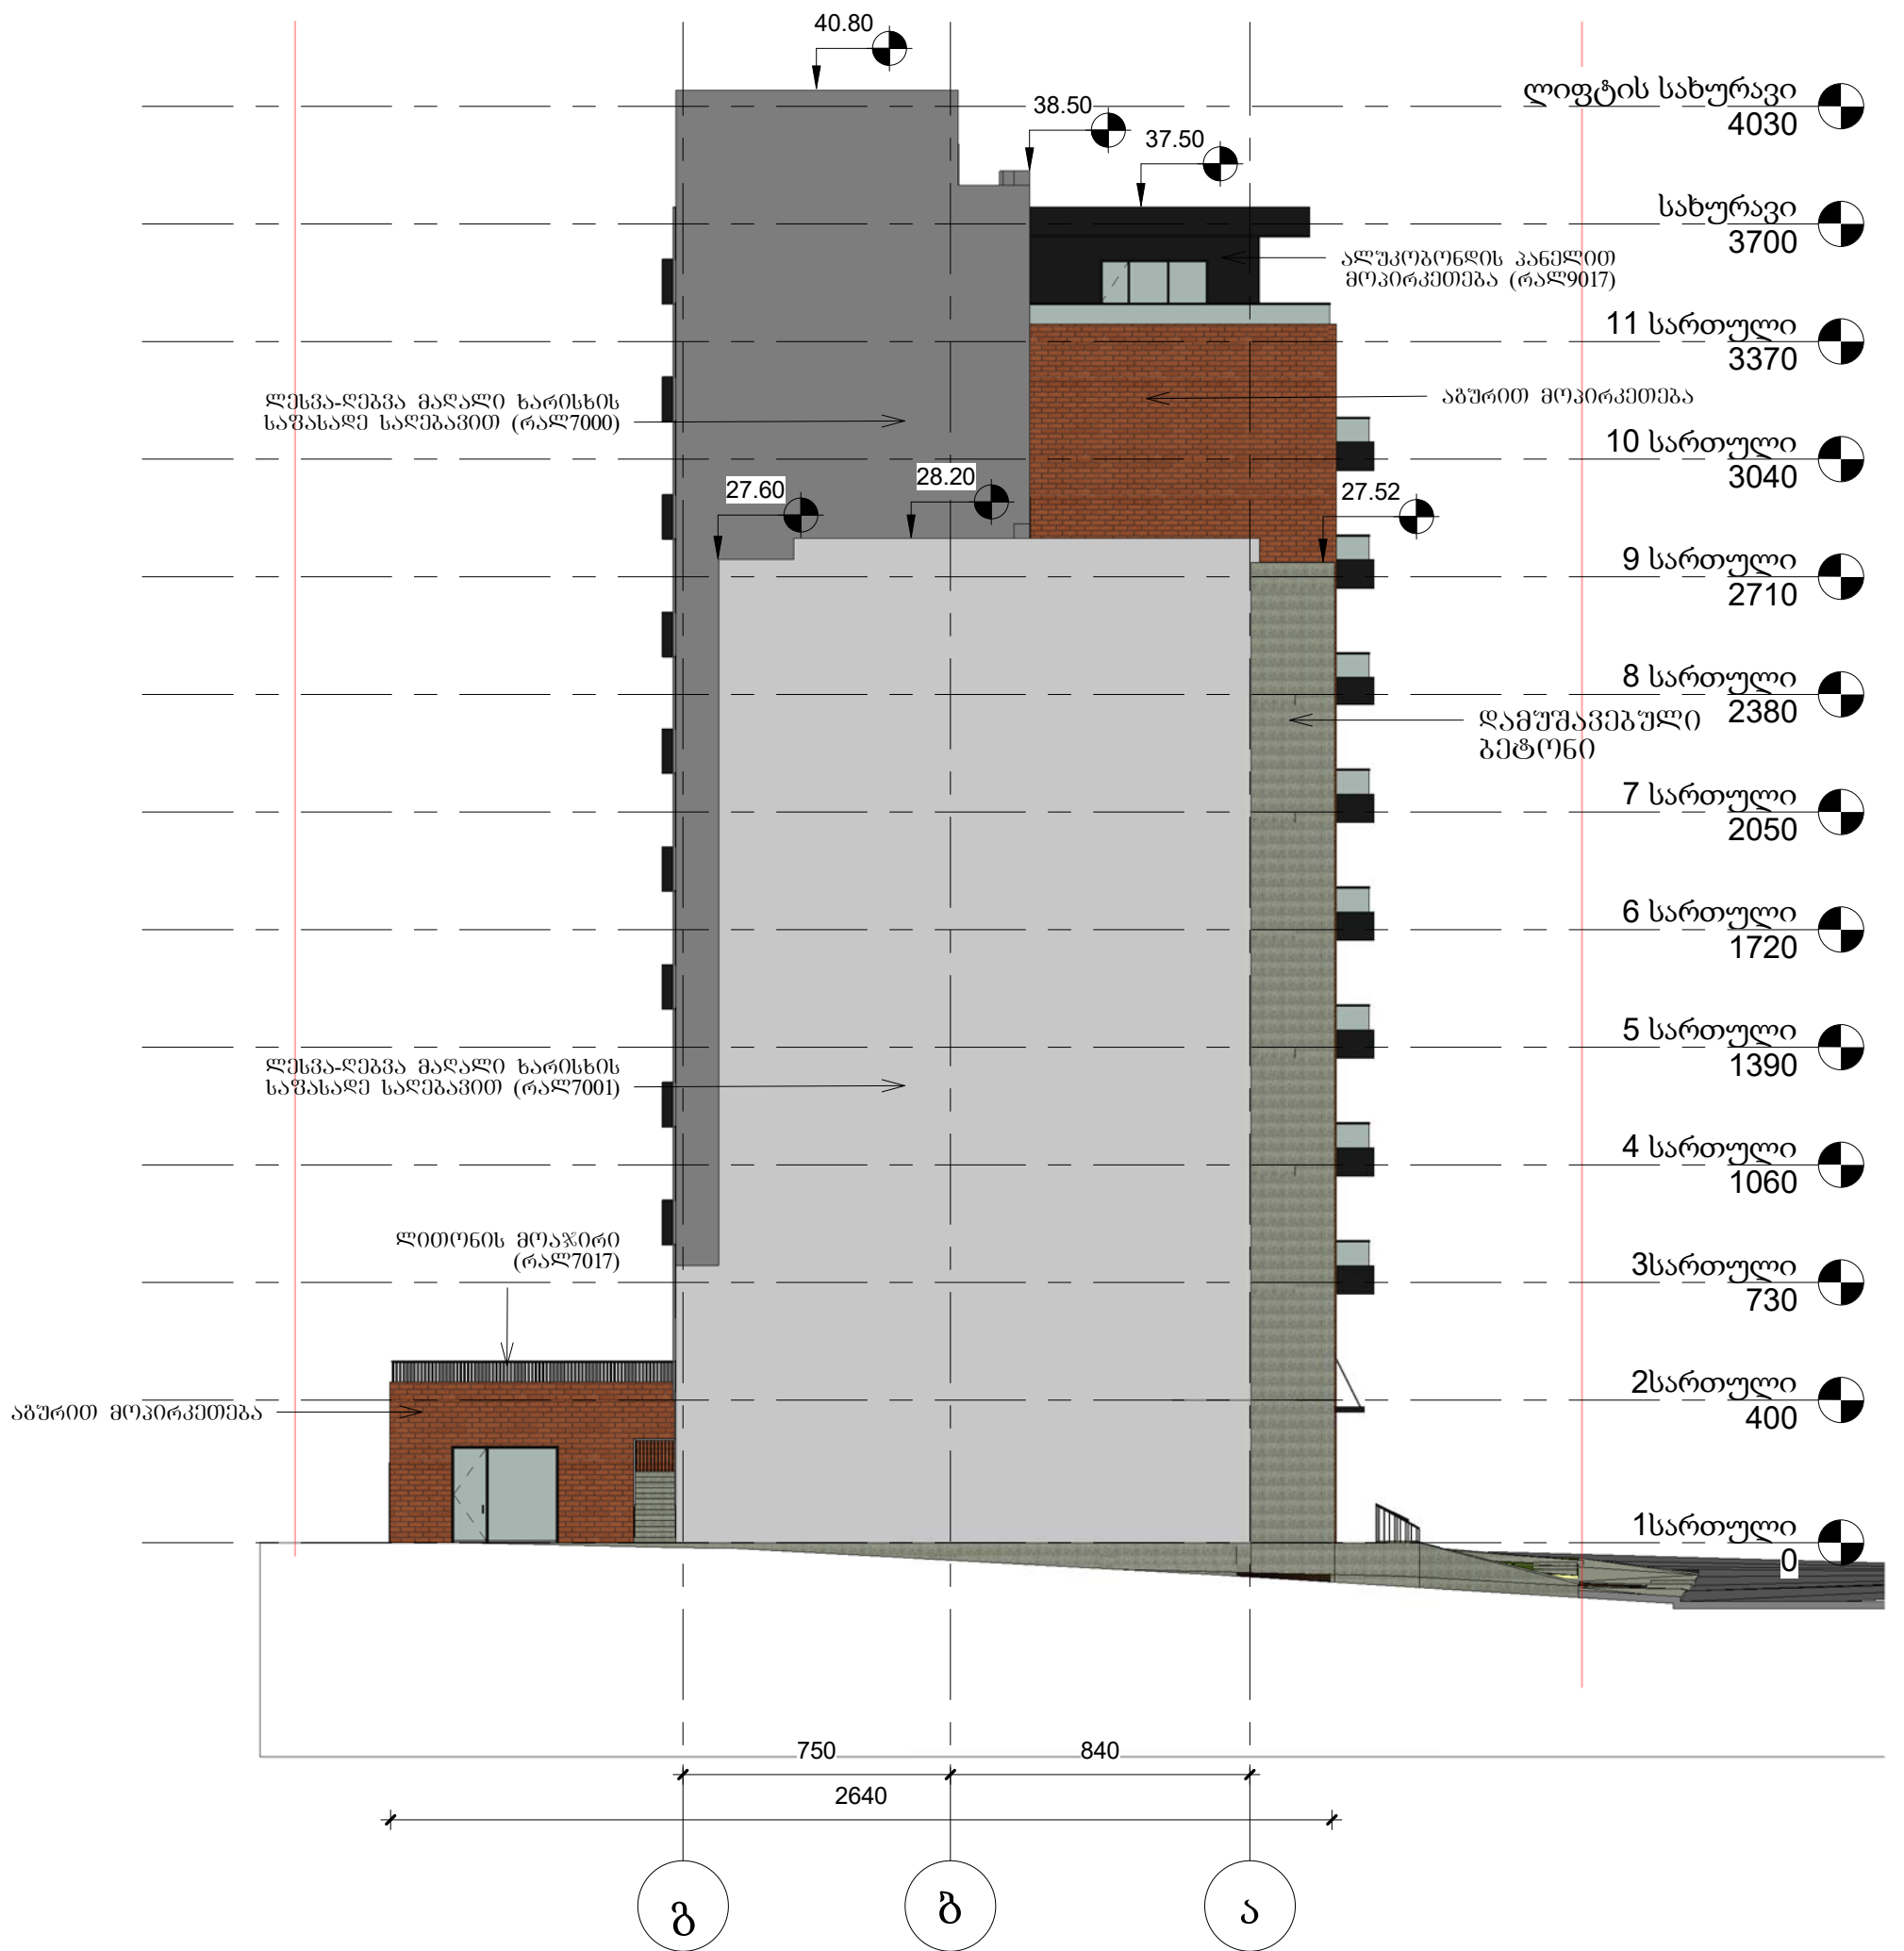 40.80
38.50
37.50
ლიფტის სახურავი
4030
სახურავი
3700
ალუკობონდის პანელით
მოპირკეთება (რალ9017)
11 სართული
3370
ლესვა-ღებვა მაღალი ხარისხის
საფასადე საღებავით (რალ7000)
აგურით მოპირკეთება
10 სართული
3040
27.60
28.20
27.52
9 სართული
2710
8 სართული
2380
დამუშავებული
ბეტონი
7 სართული
2050
6 სართული
1720
5 სართული
1390
ლესვა-ღებვა მაღალი ხარისხის
საფასადე საღებავით (რალ7001)
4 სართული
1060
ლითონის მოაჯირი
(რალ7017)
3სართული
730
2სართული
400
აგურით მოპირკეთება
1სართული
0
750
840
2640
გ
ბ
ა